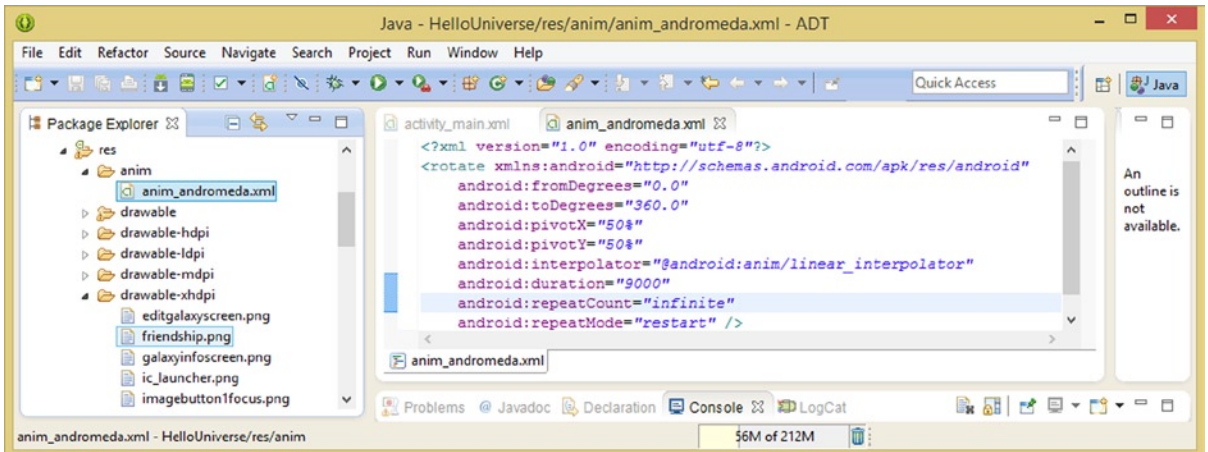 Java - HelloUniverse/res/anim/anim_andromeda.xml - ADT
File Edit Refactor Source Navigate Search Project Run Window Help
Quick Access
Java
Package Explorer
res
anim
anim_andromeda.xml
drawable
drawable-hdpi
drawable-ldpi
drawable-mdpi
drawable-xhdpi
editgalaxyscreen.png
friendship.png
galaxyinfoscreen.png
ic_launcher.png
imagebutton1focus.png
activity_main.xml anim_andromeda.xml
<?xml version="1.0" encoding="utf-8"?>
<rotate xmlns:android="http://schemas.android.com/apk/res/android"
android:fromDegrees="0.0"
android:toDegrees="360.0"
android:pivotX="50%"
android:pivotY="50%"
android:interpolator="@android:anim/linear_interpolator"
android:duration="9000"
android:repeatCount="infinite"
android:repeatMode="restart" />
anim_andromeda.xml
An
outline is
not
available.
Problems @ Javadoc Declaration Console LogCat
anim_andromeda.xml - HelloUniverse/res/anim
56M of 212M